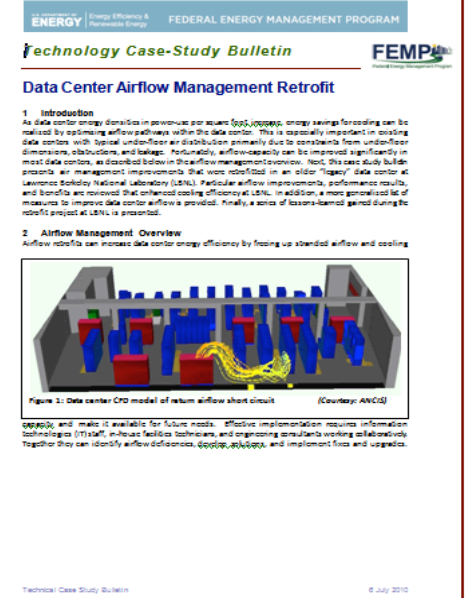 U.S. DEPARTMENT OF
ENERGY
Energy Efficiency &
Renewable Energy
FEDERAL ENERGY MANAGEMENT PROGRAM
Technology Case-Study Bulletin
FEMP
Federal Energy Management Program
Data Center Airflow Management Retrofit
1 Introduction
As data center energy densities in power-use per square foot increase, energy savings for cooling can be
realized by optimizing airflow pathways within the data center. This is especially important in existing
data centers with typical under-floor air distribution primarily due to constraints from under-floor
dimensions, obstructions, and leakage. Fortunately, airflow-capacity can be improved significantly in
most data centers, as described below in the airflow management overview. Next, this case study bulletin
presents air management improvements that were retrofitted in an older "legacy" data center at
Lawrence Berkeley National Laboratory (LBNL). Particular airflow improvements, performance results,
and benefits are reviewed that enhanced cooling efficiency at LBNL. In addition, a more generalized list of
measures to improve data center airflow is provided. Finally, a series of lessons-learned gained during the
retrofit project at LBNL is presented.
2 Airflow Management Overview
Airflow retrofits can increase data center energy efficiency by freeing up stranded airflow and cooling
Figure 1: Data center CFD model of return airflow short circuit (Courtesy: ANCIS)
capacity, and make it available for future needs. Effective implementation requires information
technologies (IT) staff, in-house facilities technicians, and engineering consultants working collaboratively.
Together they can identify airflow deficiencies, develop solutions, and implement fixes and upgrades.
Technical Case Study Bulletin 6 July 2010